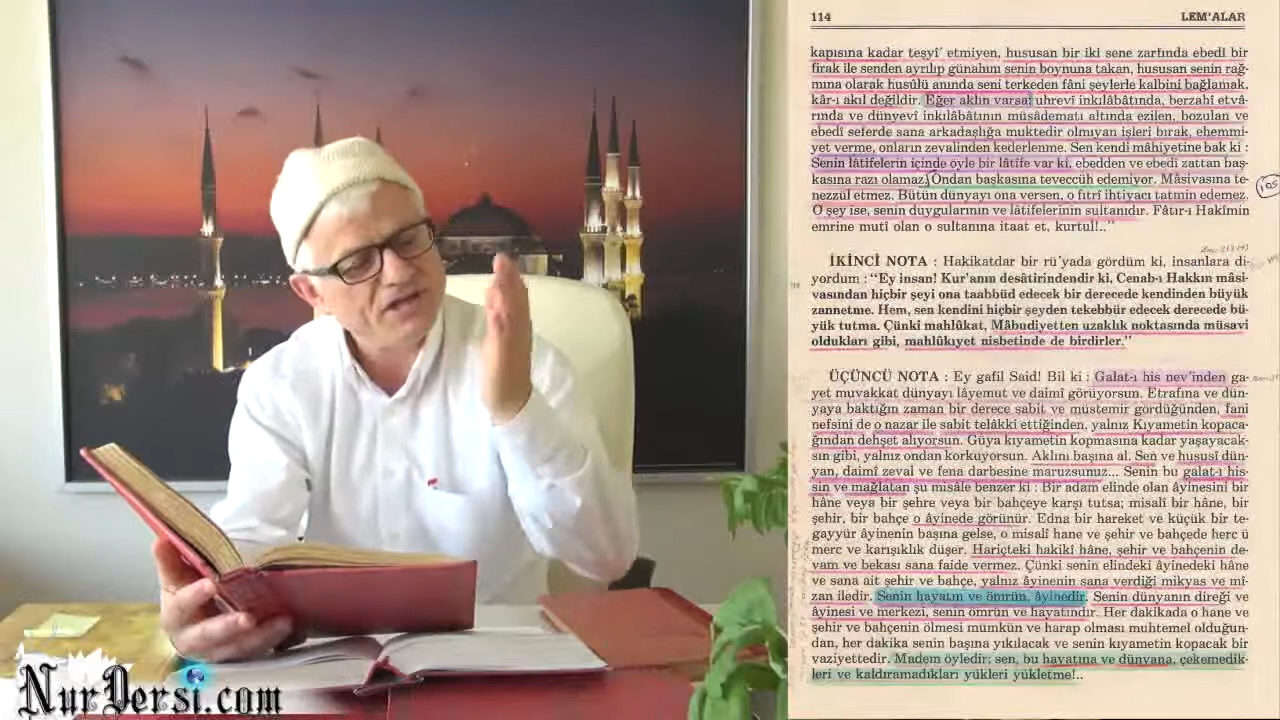 114 LEM'ALAR
kapısına kadar teşyi' etmiyen, hususan bir iki sene zarfında ebedî bir
firak ile senden ayrılıp günahını senin boynuna takan, hususan senin rağ-
mına olarak husûlü anında seni terkeden fâni şeylerle kalbini bağlamak,
kâr-ı akıl değildir. Eğer aklın varsa; uhrevî inkılâbâtında, berzahî etvâ-
rında ve dünyevî inkılâbâtının müsâdematı altında ezilen, bozulan ve
ebedî seferde sana arkadaşlığa muktedir olmıyan işleri bırak, ehemmi-
yet verme, onların zevalinden kederlenme. Sen kendi mâhiyetine bak ki :
Senin lâtifelerin içinde öyle bir lâtife var ki, ebedden ve ebedî zattan baş-
kasına razı olamaz. Ondan başkasına teveccüh edemiyor. Mâsivasına te-
nezzül etmez. Bütün dünyayı ona versen, o fıtrî ihtiyacı tatmin edemez.
O şey ise, senin duygularının ve lâtifelerinin sultanıdır. Fâtır-ı Hakîmin
emrine mutî olan o sultanına itaat et, kurtul!.."
İKİNCİ NOTA : Hakikatdar bir rü'yada gördüm ki, insanlara di-
yordum : "Ey insan! Kur'anın desâtirindendir ki, Cenab-ı Hakkın mâsi-
vasından hiçbir şeyi ona taabbüd edecek bir derecede kendinden büyük
zannetme. Hem, sen kendini hiçbir şeyden tekebbür edecek derecede bü-
yük tutma. Çünki mahlûkat, Mâbudiyetten uzaklık noktasında müsavi
oldukları gibi, mahlûkıyet nisbetinde de birdirler."
ÜÇÜNCÜ NOTA : Ey gafil Said! Bil ki : Galat-ı his nev'inden ga-
yet muvakkat dünyayı lâyemut ve daimî görüyorsun. Etrafına ve dün-
yaya baktığın zaman bir derece sabit ve müstemir gördüğünden, fani
nefsini de o nazar ile sabit telâkki ettiğinden, yalnız Kıyametin kopaca-
ğından dehşet alıyorsun. Güya kıyametin kopmasına kadar yaşayacak-
sın gibi, yalnız ondan korkuyorsun. Aklını başına al. Sen ve hususî dün-
yan, daimî zeval ve fena darbesine maruzsunuz... Senin bu galat-ı his-
sin ve mağlatan şu misâle benzer ki : Bir adam elinde olan âyinesini bir
hâne veya bir şehre veya bir bahçeye karşı tutsa; misalî bir hâne, bir
şehir, bir bahçe o âyinede görünür. Edna bir hareket ve küçük bir te-
gayyür âyinenin başına gelse, o misalî hane ve şehir ve bahçede herc ü
merc ve karışıklık düşer. Hariçteki hakikî hâne, şehir ve bahçenin de-
vam ve bekası sana faide vermez. Çünki senin elindeki âyinedeki hâne
ve sana ait şehir ve bahçe, yalnız âyinenin sana verdiği mikyas ve mî-
zan iledir. Senin hayatın ve ömrün, âyinedir. Senin dünyanın direği ve
âyinesi ve merkezi, senin ömrün ve hayatındır. Her dakikada o hane ve
şehir ve bahçenin ölmesi mümkün ve harap olması muhtemel olduğun-
dan, her dakika senin başına yıkılacak ve senin kıyametin kopacak bir
vaziyettedir. Madem öyledir; sen, bu hayatına ve dünyana, çekemedik-
leri ve kaldıramadıkları yükleri yükletme!..
NurDersi.com